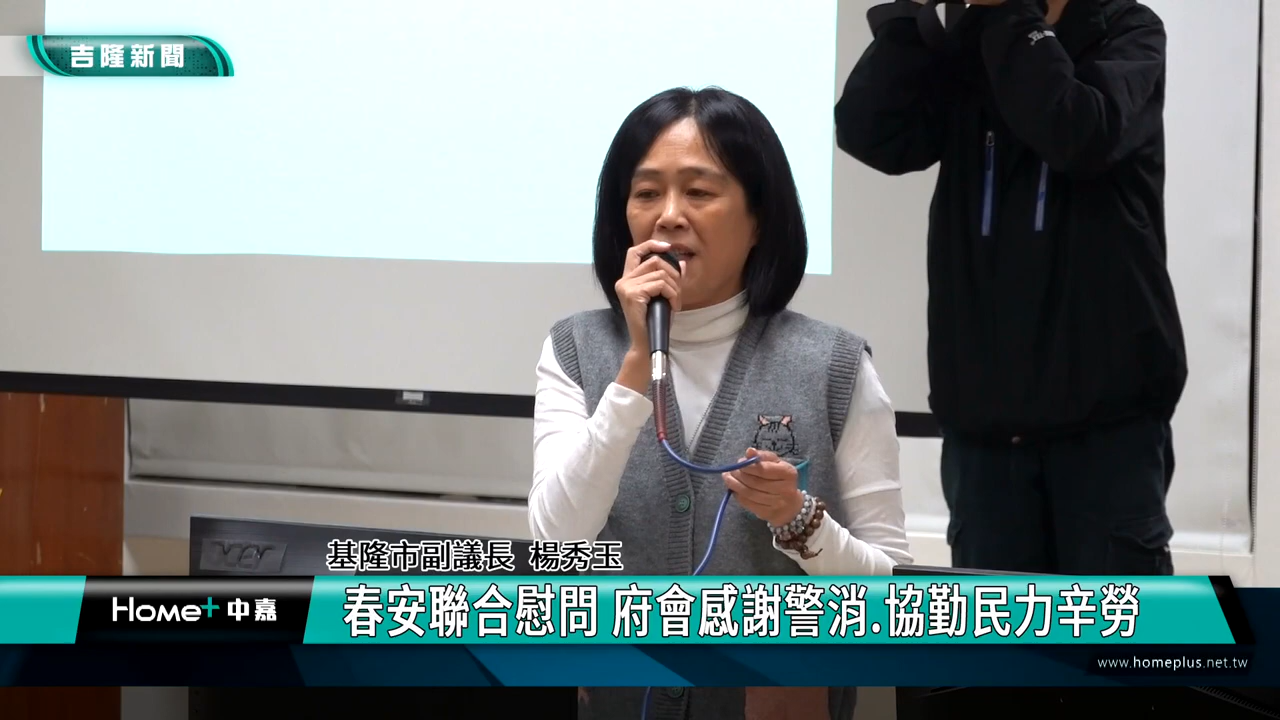 吉隆新聞
基隆市副議長 楊秀玉
Home+ 中嘉
春安聯合慰問 府會感謝警消.協勤民力辛勞
www.homeplus.net.tw